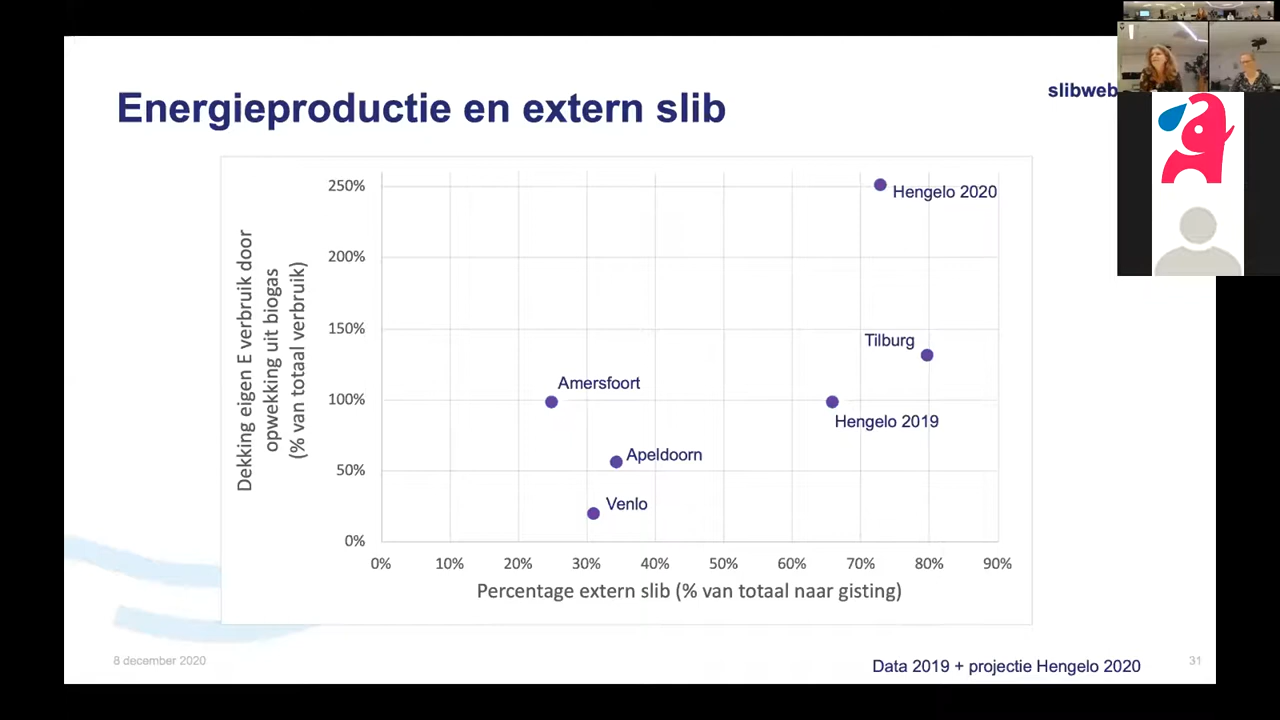 Energieproductie en extern slib
slibweb
Dekking eigen E verbruik door
opwekking uit biogas
(% van totaal verbruik)
250%
200%
150%
100%
50%
0%
Hengelo 2020
Tilburg
Amersfoort
Hengelo 2019
Apeldoorn
Venlo
0% 10% 20% 30% 40% 50% 60% 70% 80% 90%
Percentage extern slib (% van totaal naar gisting)
8 december 2020
Data 2019 + projectie Hengelo 2020
31